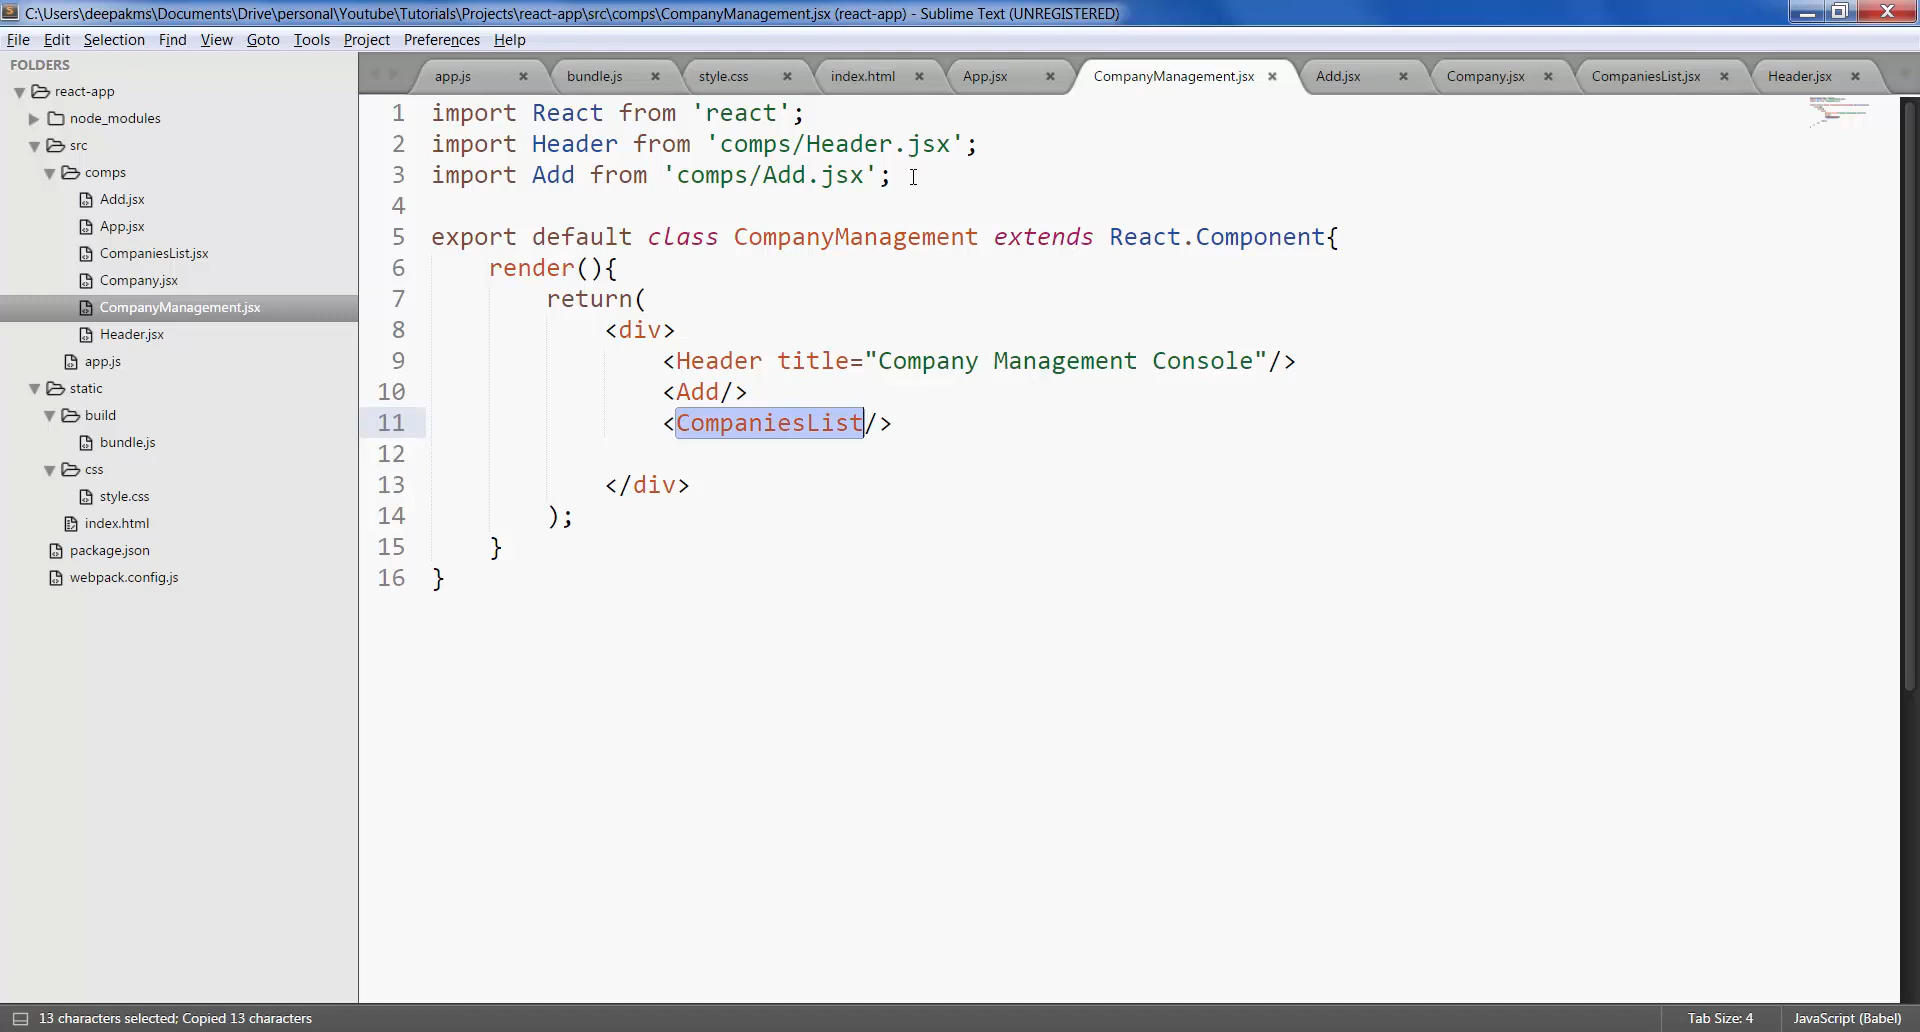 C:\Users\deepakms\Documents\Drive\personal\Youtube\Tutorials\Projects\react-app\src\comps\CompanyManagement.jsx (react-app) - Sublime Text (UNREGISTERED)
File Edit Selection Find View Goto Tools Project Preferences Help
FOLDERS
react-app
node_modules
src
comps
Add.jsx
App.jsx
CompaniesList.jsx
Company.jsx
CompanyManagement.jsx
Header.jsx
app.js
static
build
bundle.js
css
style.css
index.html
package.json
webpack.config.js
app.js bundle.js style.css index.html App.jsx CompanyManagement.jsx Add.jsx Company.jsx CompaniesList.jsx Header.jsx
1 import React from 'react';
2 import Header from 'comps/Header.jsx';
3 import Add from 'comps/Add.jsx';
4
5 export default class CompanyManagement extends React.Component{
6 render(){
7 return(
8 <div>
9 <Header title="Company Management Console"/>
10 <Add/>
11 <CompaniesList/>
12
13 </div>
14 );
15 }
16 }
13 characters selected; Copied 13 characters
Tab Size: 4 JavaScript (Babel)